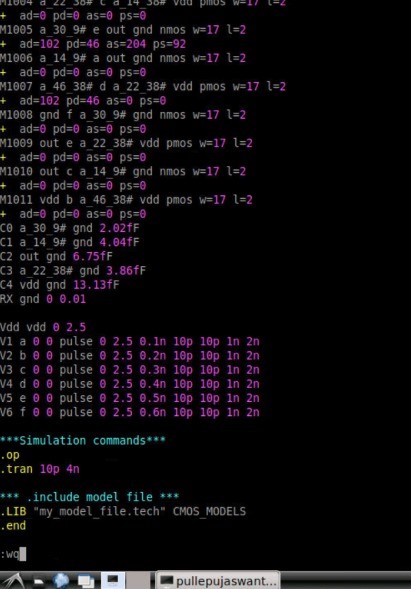 M1004 a_22_38# c a_14_38# vdd pmos w=17 l=2
+ ad=0 pd=0 as=0 ps=0
M1005 a_30_9# e out gnd nmos w=17 l=2
+ ad=102 pd=46 as=204 ps=92
M1006 a_14_9# a out gnd nmos w=17 l=2
+ ad=0 pd=0 as=0 ps=0
M1007 a_46_38# d a_22_38# vdd pmos w=17 l=2
+ ad=102 pd=46 as=0 ps=0
M1008 gnd f a_30_9# gnd nmos w=17 l=2
+ ad=0 pd=0 as=0 ps=0
M1009 out e a_22_38# vdd pmos w=17 l=2
+ ad=0 pd=0 as=0 ps=0
M1010 out c a_14_9# gnd nmos w=17 l=2
+ ad=0 pd=0 as=0 ps=0
M1011 vdd b a_46_38# vdd pmos w=17 l=2
+ ad=0 pd=0 as=0 ps=0
C0 a_30_9# gnd 2.02fF
C1 a_14_9# gnd 4.04fF
C2 out gnd 6.75fF
C3 a_22_38# gnd 3.86fF
C4 vdd gnd 13.13fF
RX gnd 0 0.01
Vdd vdd 0 2.5
V1 a 0 0 pulse 0 2.5 0.1n 10p 10p 1n 2n
V2 b 0 0 pulse 0 2.5 0.2n 10p 10p 1n 2n
V3 c 0 0 pulse 0 2.5 0.3n 10p 10p 1n 2n
V4 d 0 0 pulse 0 2.5 0.4n 10p 10p 1n 2n
V5 e 0 0 pulse 0 2.5 0.5n 10p 10p 1n 2n
V6 f 0 0 pulse 0 2.5 0.6n 10p 10p 1n 2n
***Simulation commands***
.op
.tran 10p 4n
*** .include model file ***
.LIB "my_model_file.tech" CMOS_MODELS
.end
:wq
pullepujaswant...